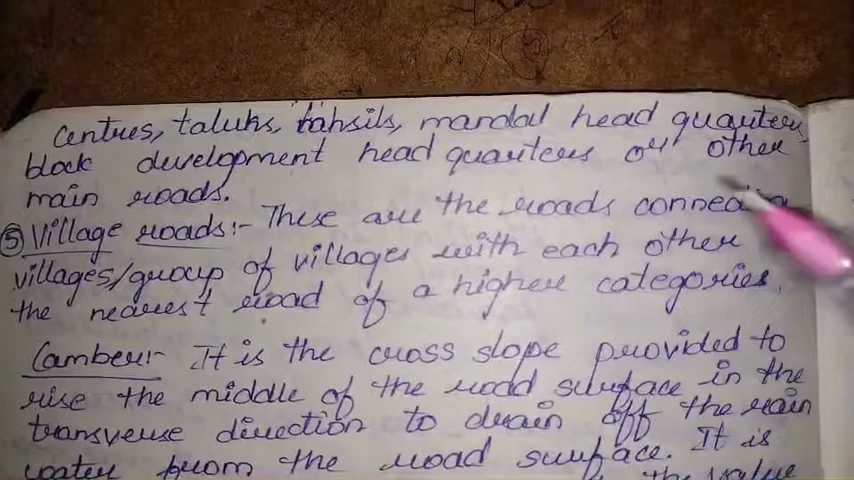 centres, taluks, tahsils, mandal head quarters,
block development head quarters or other
main roads.
⑤ Village roads:- These are the roads connecting
villages/group of villages with each other
the nearest road of a higher categories.
Camber:- It is the cross slope provided to
rise the middle of the road surface in the
transverse direction to drain off the rain
water from the road surface. It is
the value